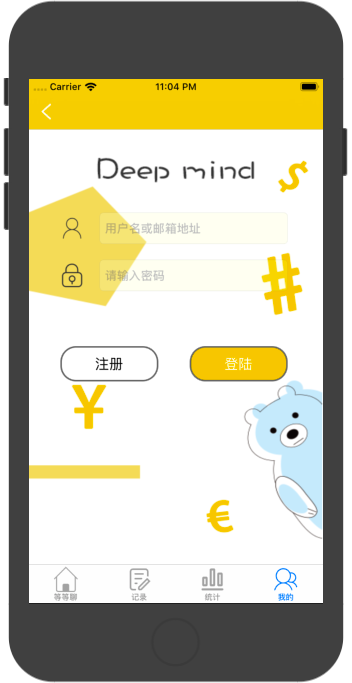 Carrier 11:04 PM
Deep mind
$
用户名或邮箱地址
请输入密码
#
注册 登陆
¥
€
等等聊 记录 统计 我的